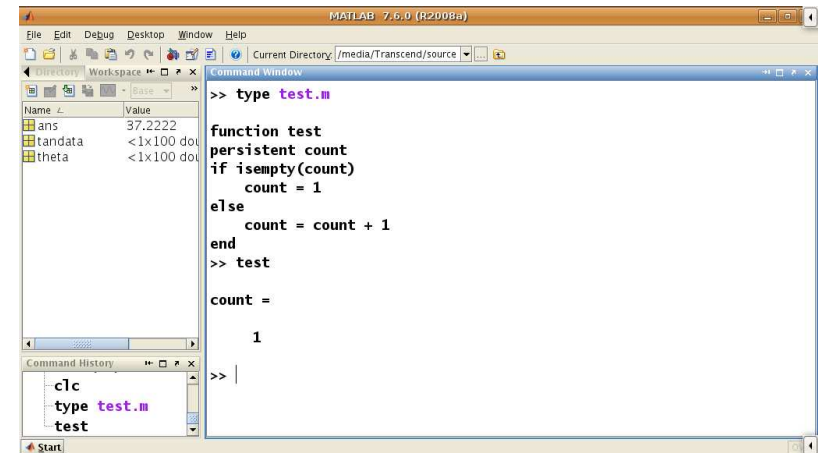 MATLAB 7.6.0 (R2008a)
File Edit Debug Desktop Window Help
Current Directory: /media/Transcend/source
Directory Workspace
Base
Name Value
ans 37.2222
tandata <1x100 dou
theta <1x100 dou
Command History
clc
type test.m
test
Command Window
>> type test.m
function test
persistent count
if isempty(count)
count = 1
else
count = count + 1
end
>> test
count =
1
>>
Start